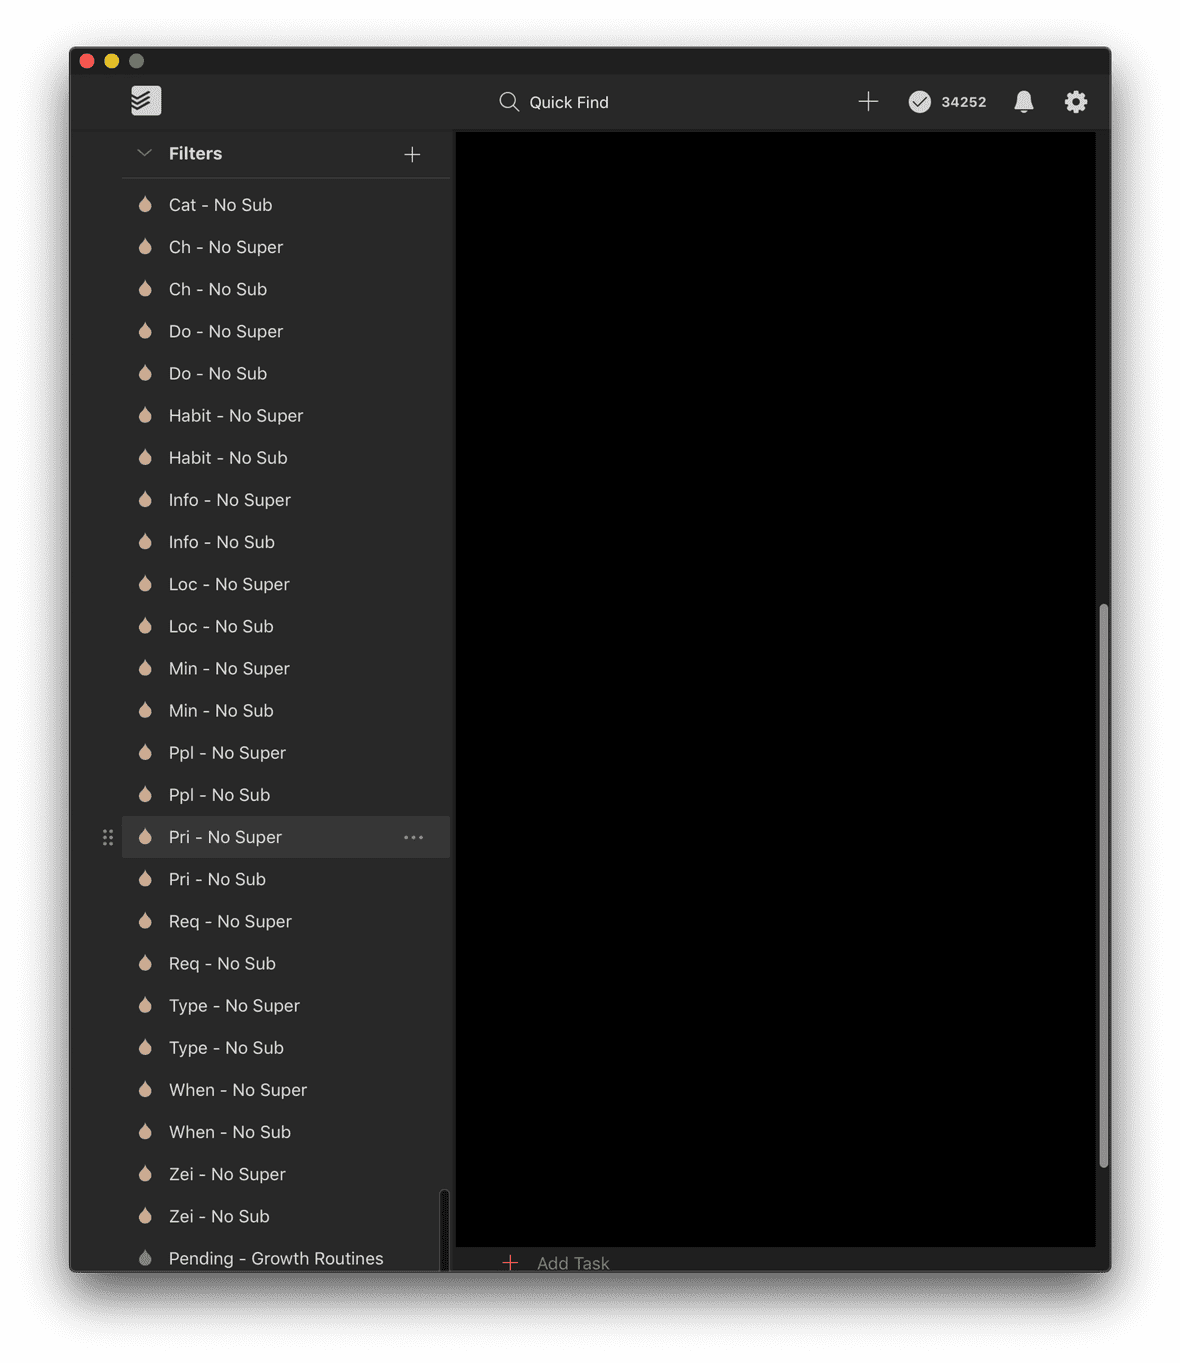 Quick Find
34252
Filters
Cat - No Sub
Ch - No Super
Ch - No Sub
Do - No Super
Do - No Sub
Habit - No Super
Habit - No Sub
Info - No Super
Info - No Sub
Loc - No Super
Loc - No Sub
Min - No Super
Min - No Sub
Ppl - No Super
Ppl - No Sub
Pri - No Super
Pri - No Sub
Req - No Super
Req - No Sub
Type - No Super
Type - No Sub
When - No Super
When - No Sub
Zei - No Super
Zei - No Sub
Pending - Growth Routines
Add Task